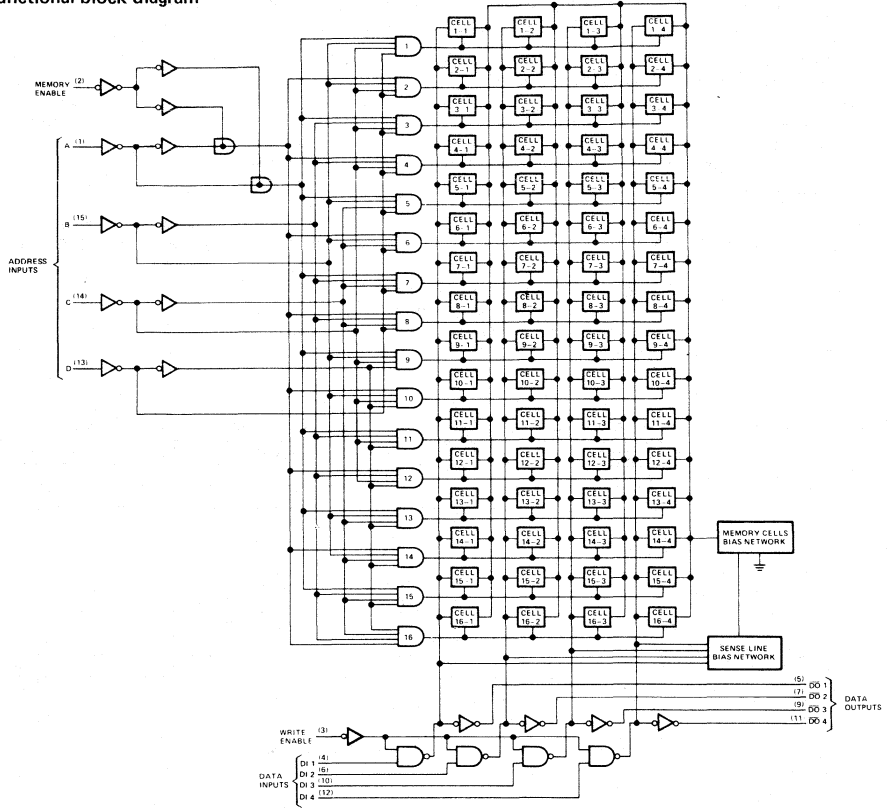 unctional block diagram
MEMORY ENABLE (2)
ADDRESS INPUTS
A (1)
B (15)
C (14)
D (13)
1
2
3
4
5
6
7
8
9
10
11
12
13
14
15
16
CELL 1-1 CELL 1-2 CELL 1-3 CELL 1-4
CELL 2-1 CELL 2-2 CELL 2-3 CELL 2-4
CELL 3-1 CELL 3-2 CELL 3-3 CELL 3-4
CELL 4-1 CELL 4-2 CELL 4-3 CELL 4-4
CELL 5-1 CELL 5-2 CELL 5-3 CELL 5-4
CELL 6-1 CELL 6-2 CELL 6-3 CELL 6-4
CELL 7-1 CELL 7-2 CELL 7-3 CELL 7-4
CELL 8-1 CELL 8-2 CELL 8-3 CELL 8-4
CELL 9-1 CELL 9-2 CELL 9-3 CELL 9-4
CELL 10-1 CELL 10-2 CELL 10-3 CELL 10-4
CELL 11-1 CELL 11-2 CELL 11-3 CELL 11-4
CELL 12-1 CELL 12-2 CELL 12-3 CELL 12-4
CELL 13-1 CELL 13-2 CELL 13-3 CELL 13-4
CELL 14-1 CELL 14-2 CELL 14-3 CELL 14-4
CELL 15-1 CELL 15-2 CELL 15-3 CELL 15-4
CELL 16-1 CELL 16-2 CELL 16-3 CELL 16-4
MEMORY CELLS
BIAS NETWORK
SENSE LINE
BIAS NETWORK
(5) D̅O̅ 1
(7) D̅O̅ 2
(9) D̅O̅ 3
(11) D̅O̅ 4
DATA
OUTPUTS
WRITE ENABLE (3)
DATA INPUTS
DI 1 (4)
DI 2 (6)
DI 3 (10)
DI 4 (12)